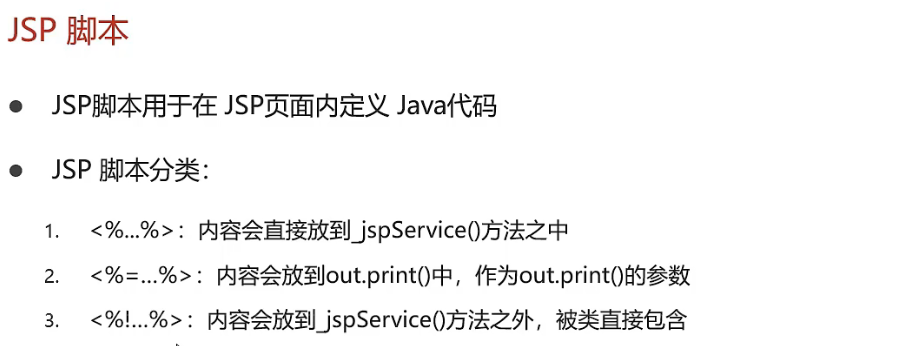 JSP 脚本
● JSP脚本用于在 JSP页面内定义 Java代码
● JSP 脚本分类：
1. <%...%>：内容会直接放到_jspService()方法之中
2. <%=…%>：内容会放到out.print()中，作为out.print()的参数
3. <%!…%>：内容会放到_jspService()方法之外，被类直接包含